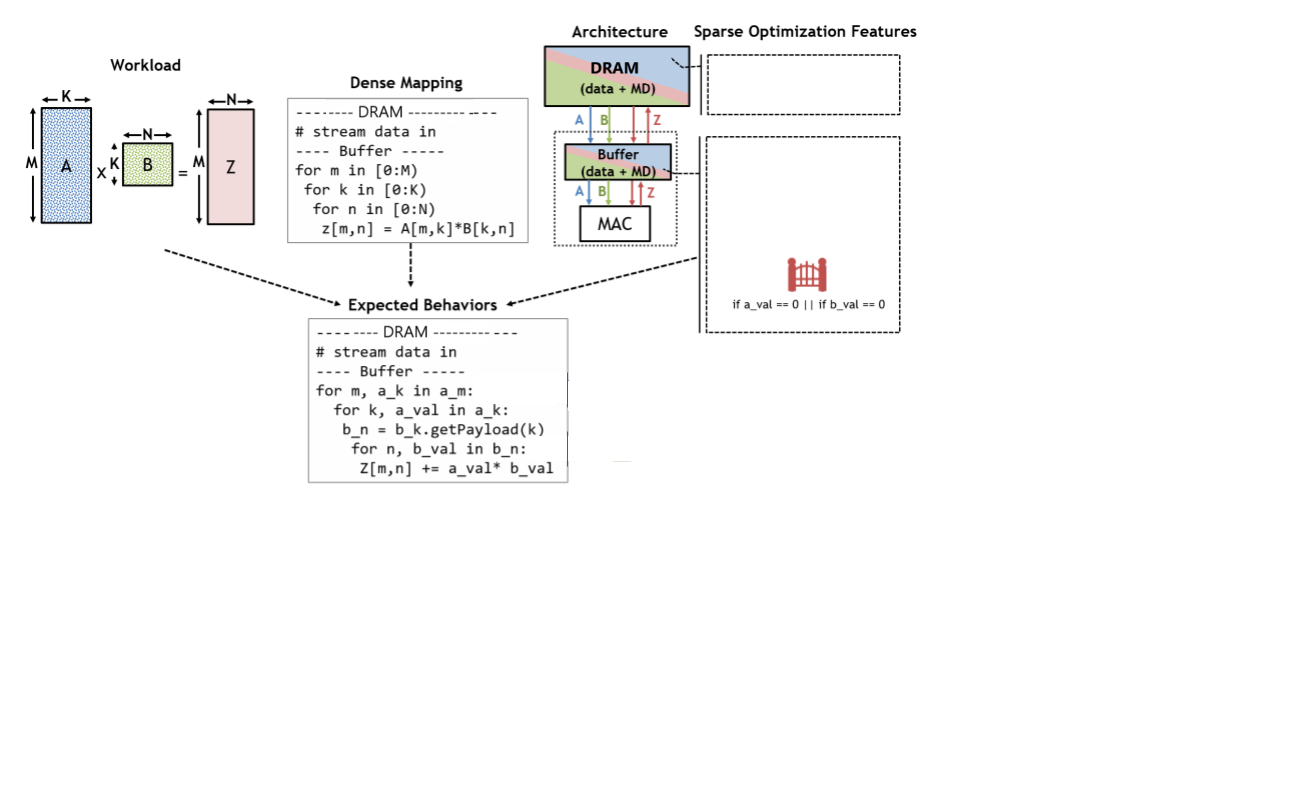 Workload
K
M
A
x
N
K
B
=
N
M
Z
Dense Mapping
-------- DRAM ------------
# stream data in
---- Buffer -----
for m in [0:M)
for k in [0:K)
for n in [0:N)
z[m,n] = A[m,k]*B[k,n]
Architecture
DRAM
(data + MD)
A
B
Z
Buffer
(data + MD)
A
B
Z
MAC
Sparse Optimization Features
if a_val == 0 || if b_val == 0
Expected Behaviors
-------- DRAM ------------
# stream data in
---- Buffer -----
for m, a_k in a_m:
for k, a_val in a_k:
b_n = b_k.getPayload(k)
for n, b_val in b_n:
Z[m,n] += a_val* b_val